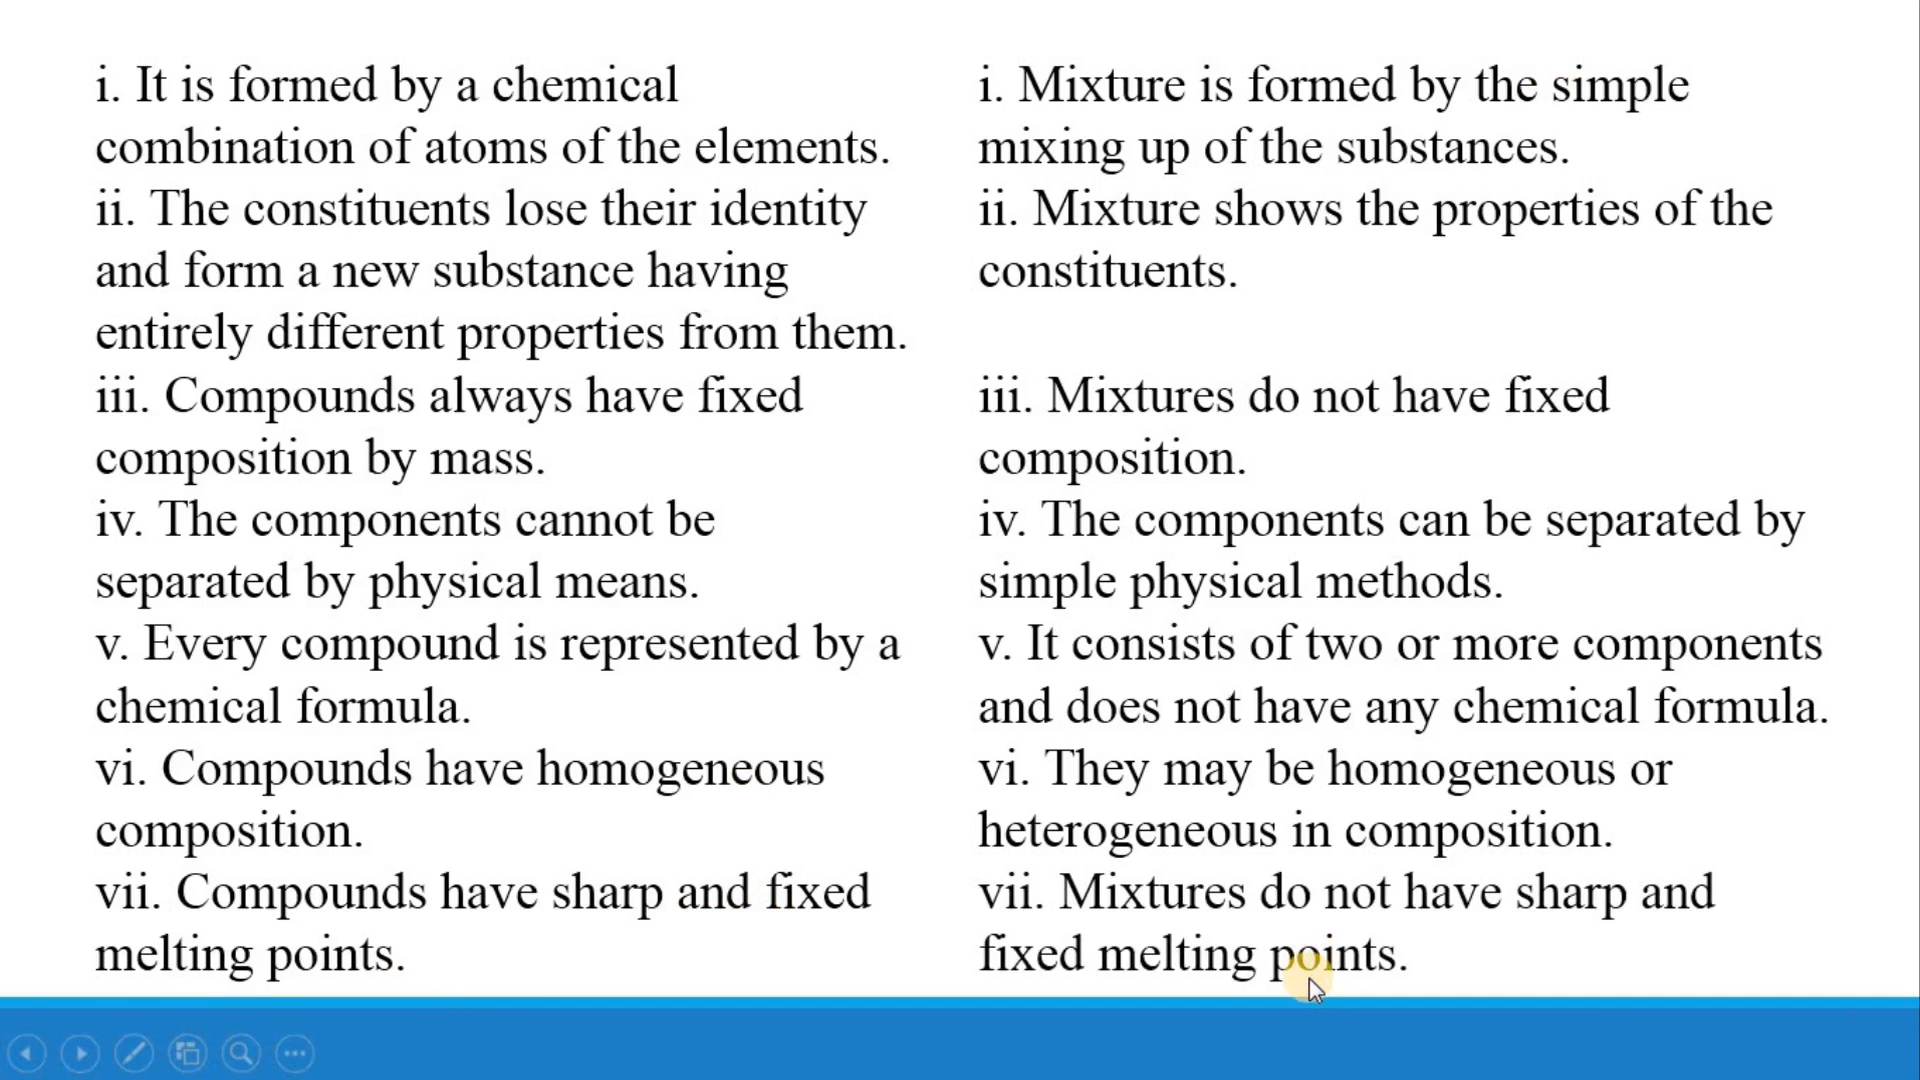 i. It is formed by a chemical
combination of atoms of the elements.
ii. The constituents lose their identity
and form a new substance having
entirely different properties from them.
iii. Compounds always have fixed
composition by mass.
iv. The components cannot be
separated by physical means.
v. Every compound is represented by a
chemical formula.
vi. Compounds have homogeneous
composition.
vii. Compounds have sharp and fixed
melting points.
i. Mixture is formed by the simple
mixing up of the substances.
ii. Mixture shows the properties of the
constituents.
iii. Mixtures do not have fixed
composition.
iv. The components can be separated by
simple physical methods.
v. It consists of two or more components
and does not have any chemical formula.
vi. They may be homogeneous or
heterogeneous in composition.
vii. Mixtures do not have sharp and
fixed melting points.